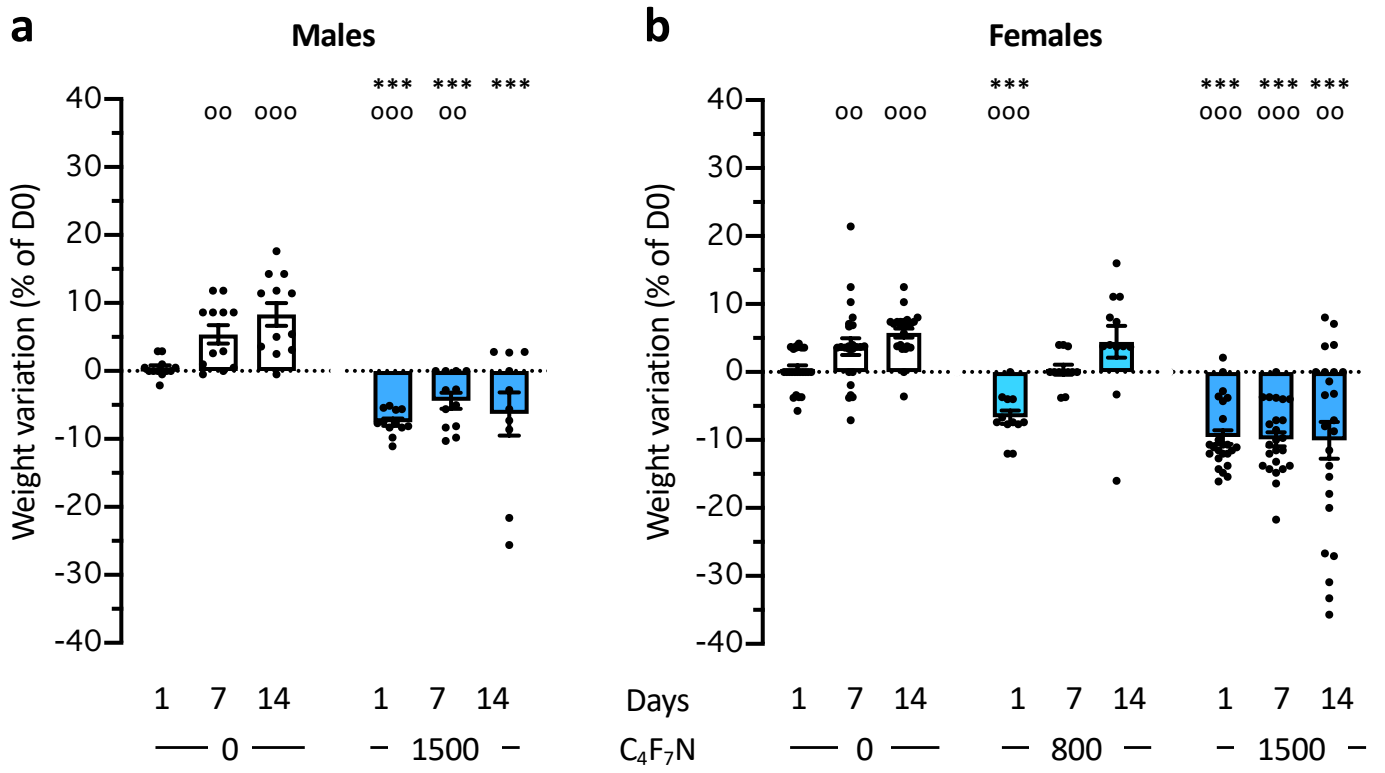 a
Males
b
Females
*** *** ***
oo ooo ooo oo
40
30
20
10
0
-10
-20
-30
-40
Weight variation (% of D0)
1 7 14 1 7 14
0 1500
Days
C₄F₇N
*** *** *** ***
oo ooo ooo ooo ooo oo
40
30
20
10
0
-10
-20
-30
-40
Weight variation (% of D0)
1 7 14 1 7 14 1 7 14
0 800 1500